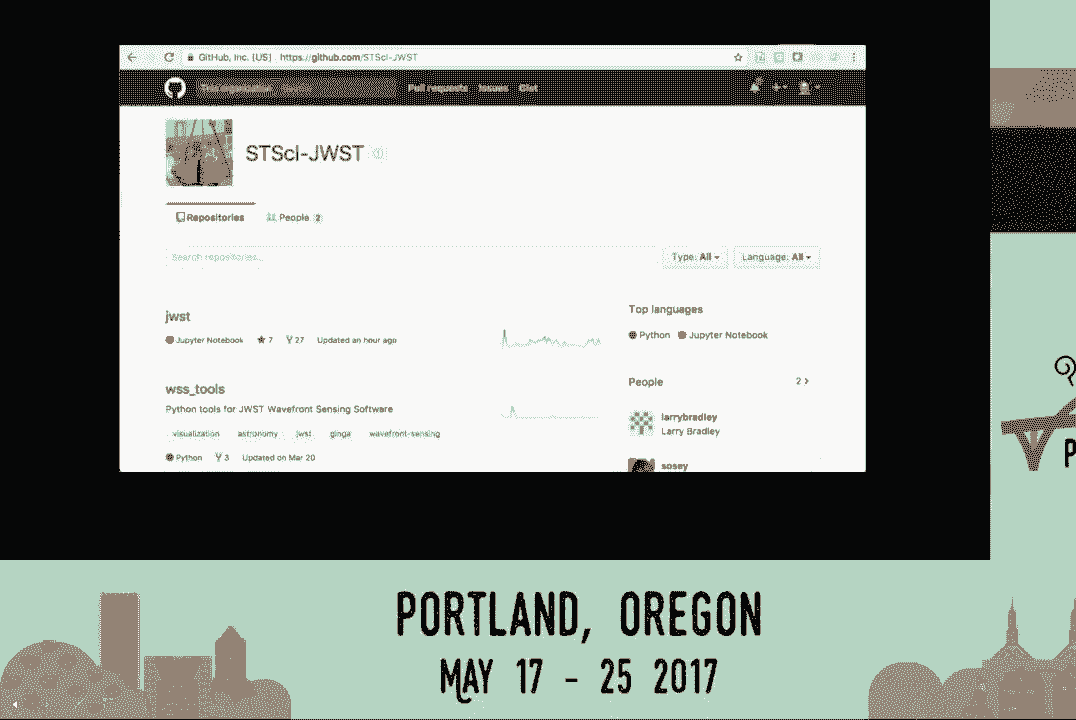 GitHub, Inc. [US] https://github.com/STScI-JWST
This organization Search Pull requests Issues Gist
STScI-JWST
Repositories People 2
Search repositories...
Type: All Language: All
jwst
Jupyter Notebook 7 27 Updated an hour ago
wss_tools
Python tools for JWST Wavefront Sensing Software
visualization astronomy jwst ginga wavefront-sensing
Python 3 Updated on Mar 20
Top languages
Python Jupyter Notebook
People 2
larrybradley
Larry Bradley
sosey
P
PORTLAND, OREGON
MAY 17 - 25 2017